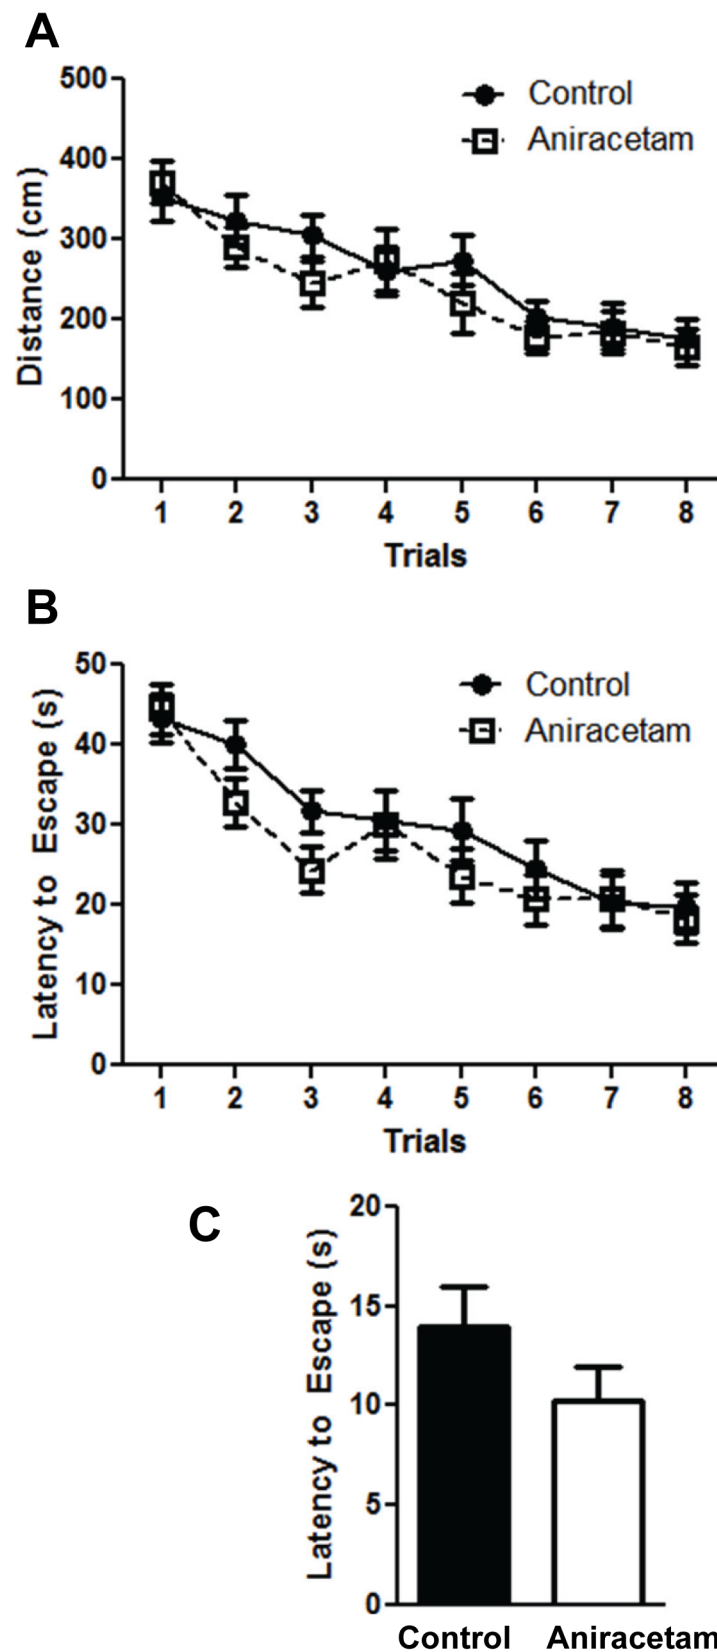 A
500
400
300
200
100
0
Distance (cm)
Control
Aniracetam
1 2 3 4 5 6 7 8
Trials
B
50
40
30
20
10
0
Latency to Escape (s)
Control
Aniracetam
1 2 3 4 5 6 7 8
Trials
C
20
15
10
5
0
Latency to Escape (s)
Control Aniracetam